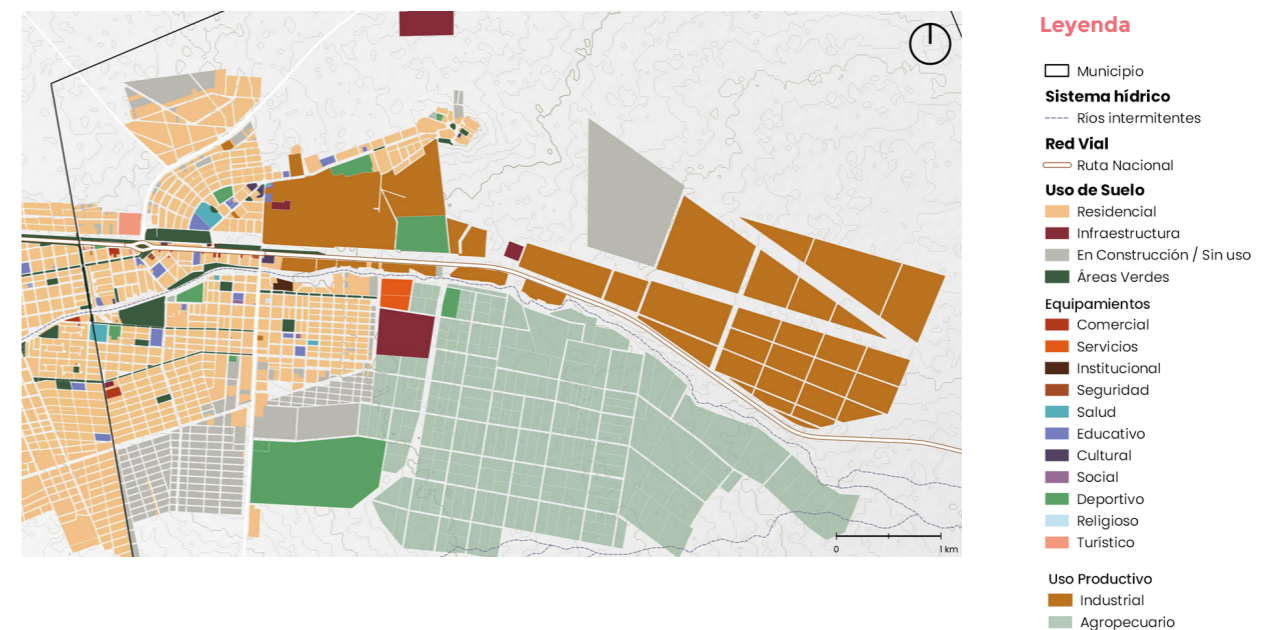 Leyenda
Municipio
Sistema hídrico
Ríos intermitentes
Red Vial
Ruta Nacional
Uso de Suelo
Residencial
Infraestructura
En Construcción / Sin uso
Áreas Verdes
Equipamientos
Comercial
Servicios
Institucional
Seguridad
Salud
Educativo
Cultural
Social
Deportivo
Religioso
Turístico
Uso Productivo
Industrial
Agropecuario
0 1 km